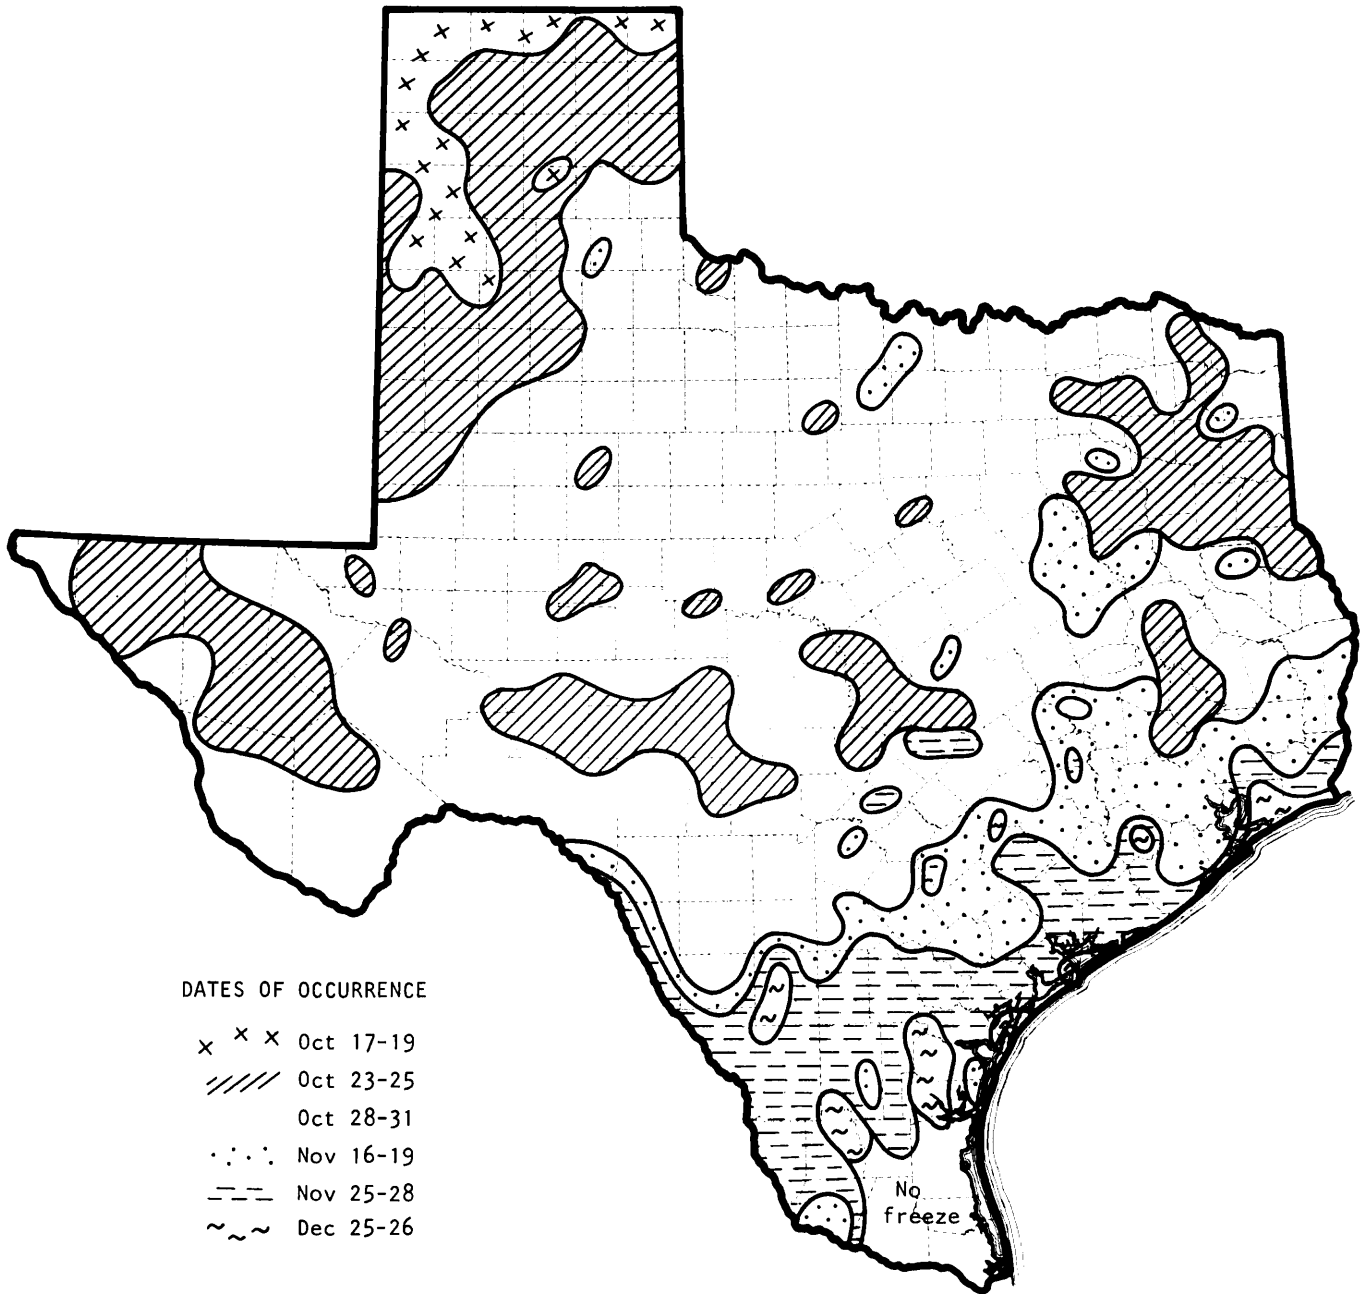 DATES OF OCCURRENCE
Oct 17-19
Oct 23-25
Oct 28-31
Nov 16-19
Nov 25-28
Dec 25-26
No
freeze